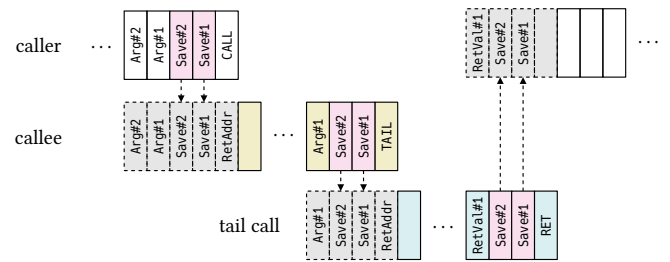 caller ··· Arg#2 Arg#1 Save#2 Save#1 CALL RetVal#1 Save#2 Save#1 ···
callee Arg#2 Arg#1 Save#2 Save#1 RetAddr ··· Arg#1 Save#2 Save#1 TAIL
tail call Arg#1 Save#2 Save#1 RetAddr ··· RetVal#1 Save#2 Save#1 RET